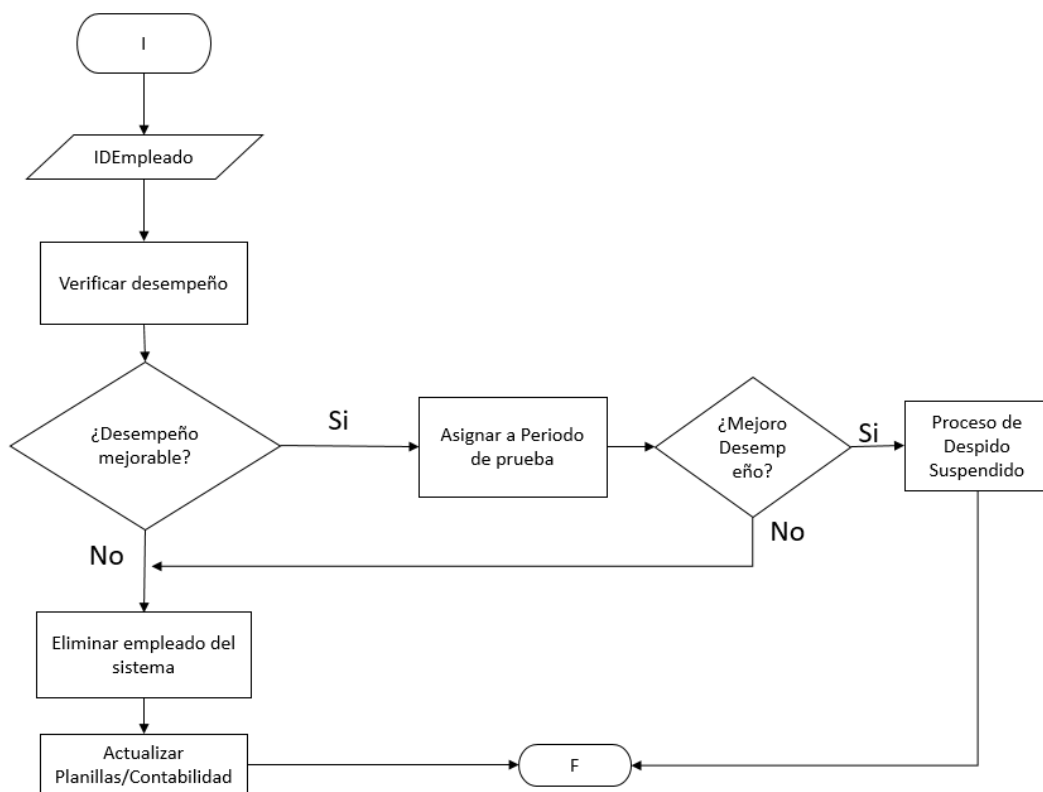 I
IDEmpleado
Verificar desempeño
¿Desempeño
mejorable?
Si
Asignar a Periodo
de prueba
¿Mejoro
Desemp
eño?
Si
Proceso de
Despido
Suspendido
No
No
Eliminar empleado del
sistema
Actualizar
Planillas/Contabilidad
F